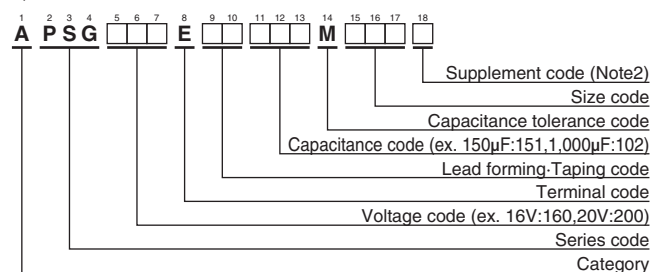 1 2 3 4 5 6 7 8 9 10 11 12 13 14 15 16 17 18
A P S G E M
Supplement code (Note2)
Size code
Capacitance tolerance code
Capacitance code (ex. 150μF:151,1,000μF:102)
Lead forming·Taping code
Terminal code
Voltage code (ex. 16V:160,20V:200)
Series code
Category